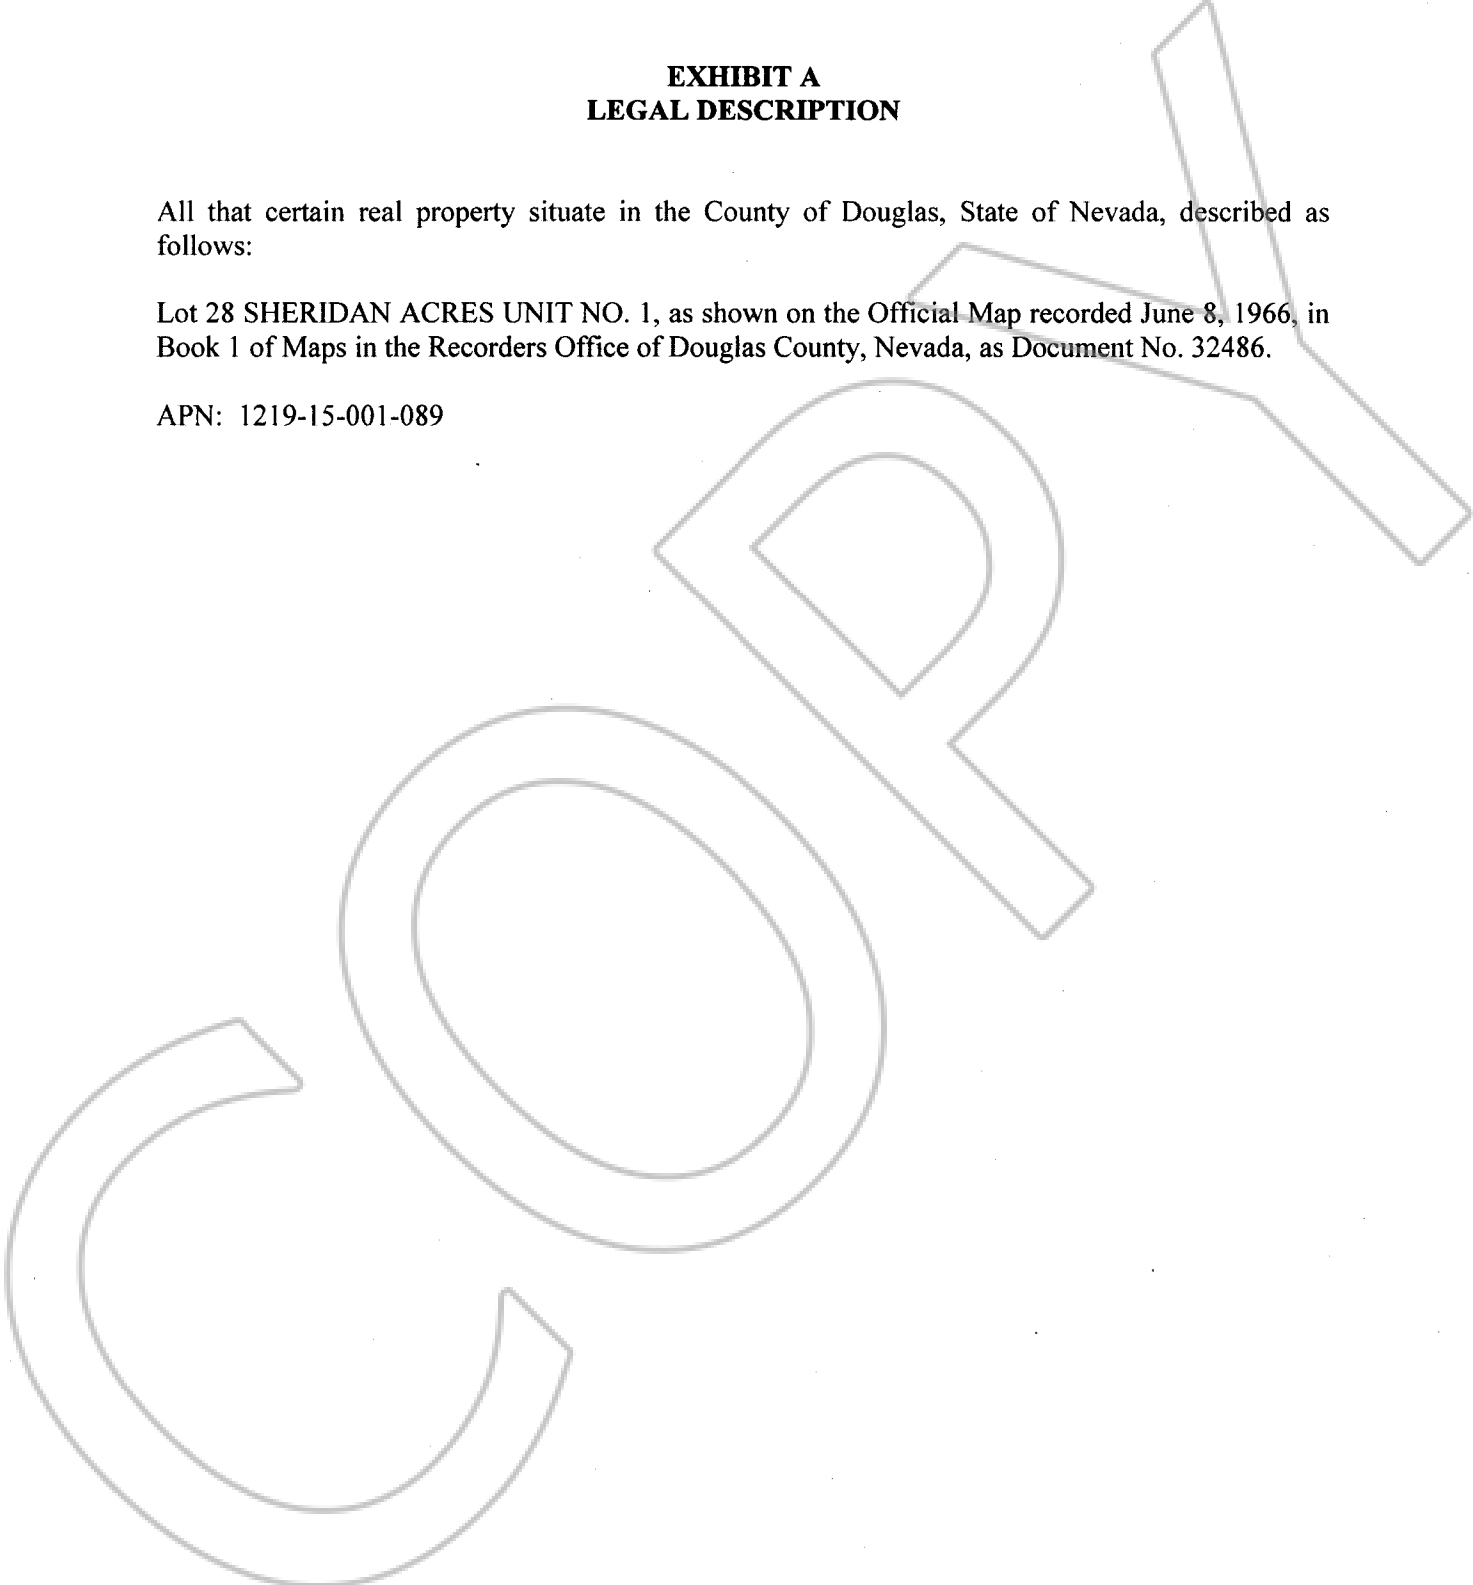 EXHIBIT A
LEGAL DESCRIPTION
All that certain real property situate in the County of Douglas, State of Nevada, described as
follows:
Lot 28 SHERIDAN ACRES UNIT NO. 1, as shown on the Official Map recorded June 8, 1966, in
Book 1 of Maps in the Recorders Office of Douglas County, Nevada, as Document No. 32486.
APN: 1219-15-001-089
COPY